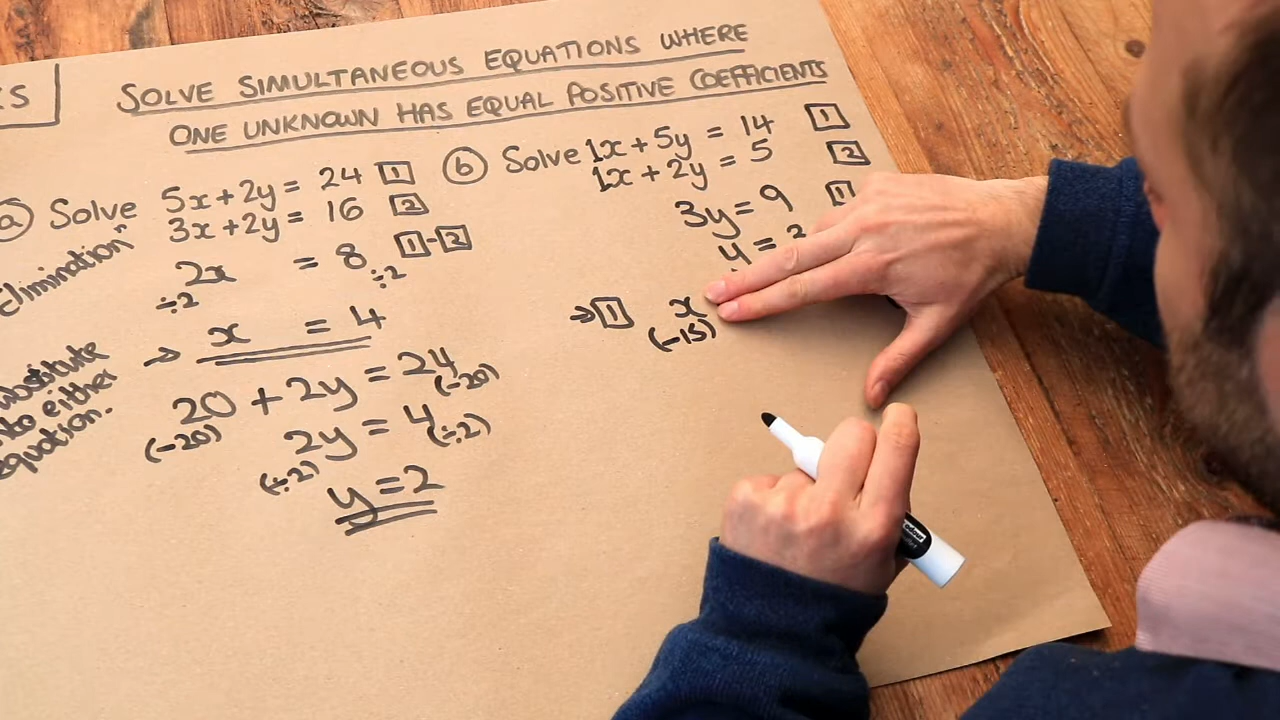 SOLVE SIMULTANEOUS EQUATIONS WHERE
ONE UNKNOWN HAS EQUAL POSITIVE COEFFICIENTS
a Solve 5x + 2y = 24 1
3x + 2y = 16 2
2x = 8 1 - 2
÷2 ÷2
→ x = 4
20 + 2y = 24
(-20) (-20)
2y = 4
(÷2) (÷2)
y = 2
b Solve 1x + 5y = 14 1
1x + 2y = 5 2
3y = 9 1
y = 3
→ 1 x
(-15)
elimination"
either
equation.